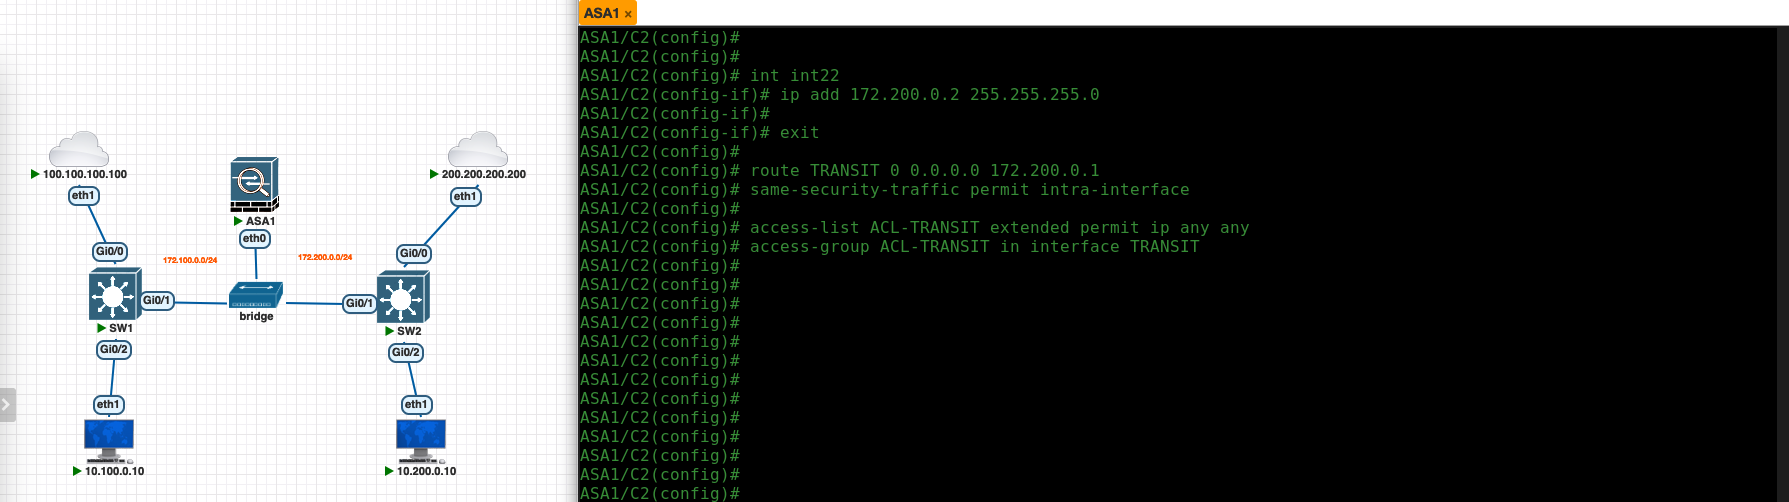 100.100.100.100
eth1
Gi0/0
172.100.0.0/24
SW1
Gi0/1
Gi0/2
eth1
10.100.0.10
ASA1
eth0
bridge
200.200.200.200
eth1
Gi0/0
172.200.0.0/24
Gi0/1
SW2
Gi0/2
eth1
10.200.0.10
ASA1 ×
ASA1/C2(config)#
ASA1/C2(config)#
ASA1/C2(config)# int int22
ASA1/C2(config-if)# ip add 172.200.0.2 255.255.255.0
ASA1/C2(config-if)#
ASA1/C2(config-if)# exit
ASA1/C2(config)#
ASA1/C2(config)# route TRANSIT 0 0.0.0.0 172.200.0.1
ASA1/C2(config)# same-security-traffic permit intra-interface
ASA1/C2(config)#
ASA1/C2(config)# access-list ACL-TRANSIT extended permit ip any any
ASA1/C2(config)# access-group ACL-TRANSIT in interface TRANSIT
ASA1/C2(config)#
ASA1/C2(config)#
ASA1/C2(config)#
ASA1/C2(config)#
ASA1/C2(config)#
ASA1/C2(config)#
ASA1/C2(config)#
ASA1/C2(config)#
ASA1/C2(config)#
ASA1/C2(config)#
ASA1/C2(config)#
ASA1/C2(config)#
ASA1/C2(config)#